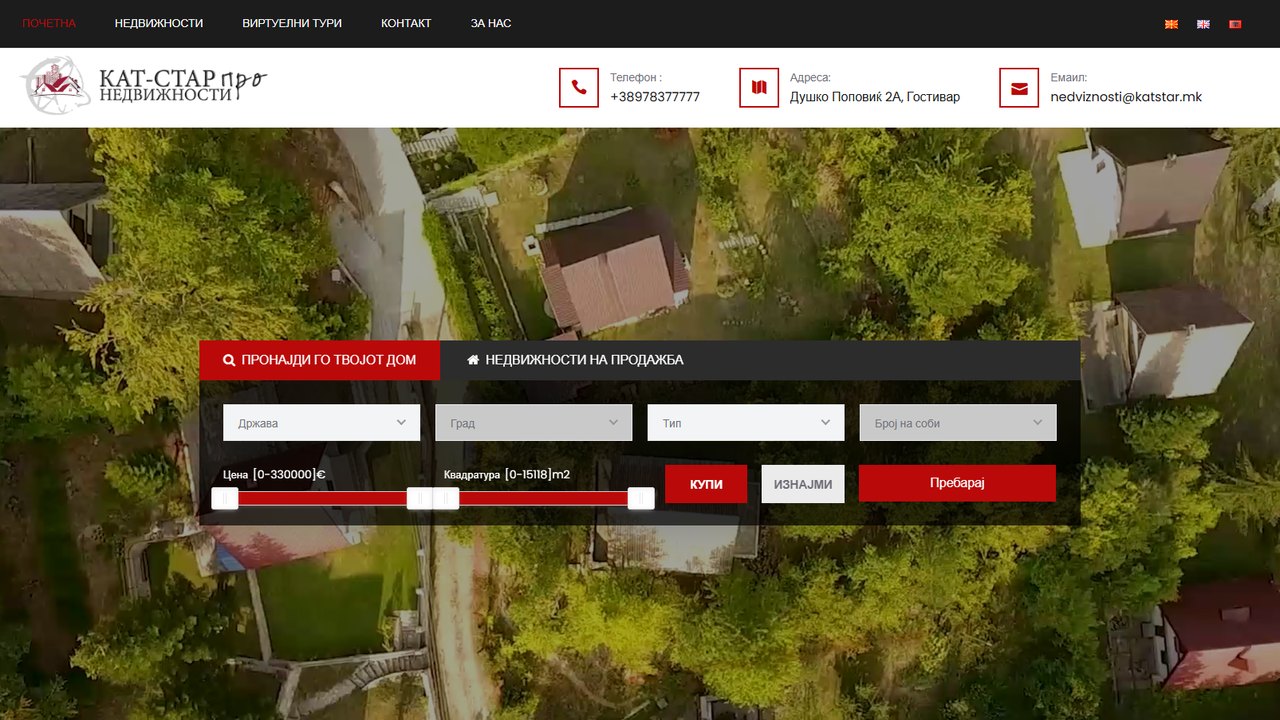 ПОЧЕТНА НЕДВИЖНОСТИ ВИРТУЕЛНИ ТУРИ КОНТАКТ ЗА НАС
КАТ-СТАР про
НЕДВИЖНОСТИ
Телефон :
+38978377777
Адреса:
Душко Поповиќ 2А, Гостивар
Емаил:
nedviznosti@katstar.mk
ПРОНАЈДИ ГО ТВОЈОТ ДОМ
НЕДВИЖНОСТИ НА ПРОДАЖБА
Држава Град Тип Број на соби
Цена [0-330000]€ Квадратура [0-15118]m2
КУПИ ИЗНАЈМИ Пребарај